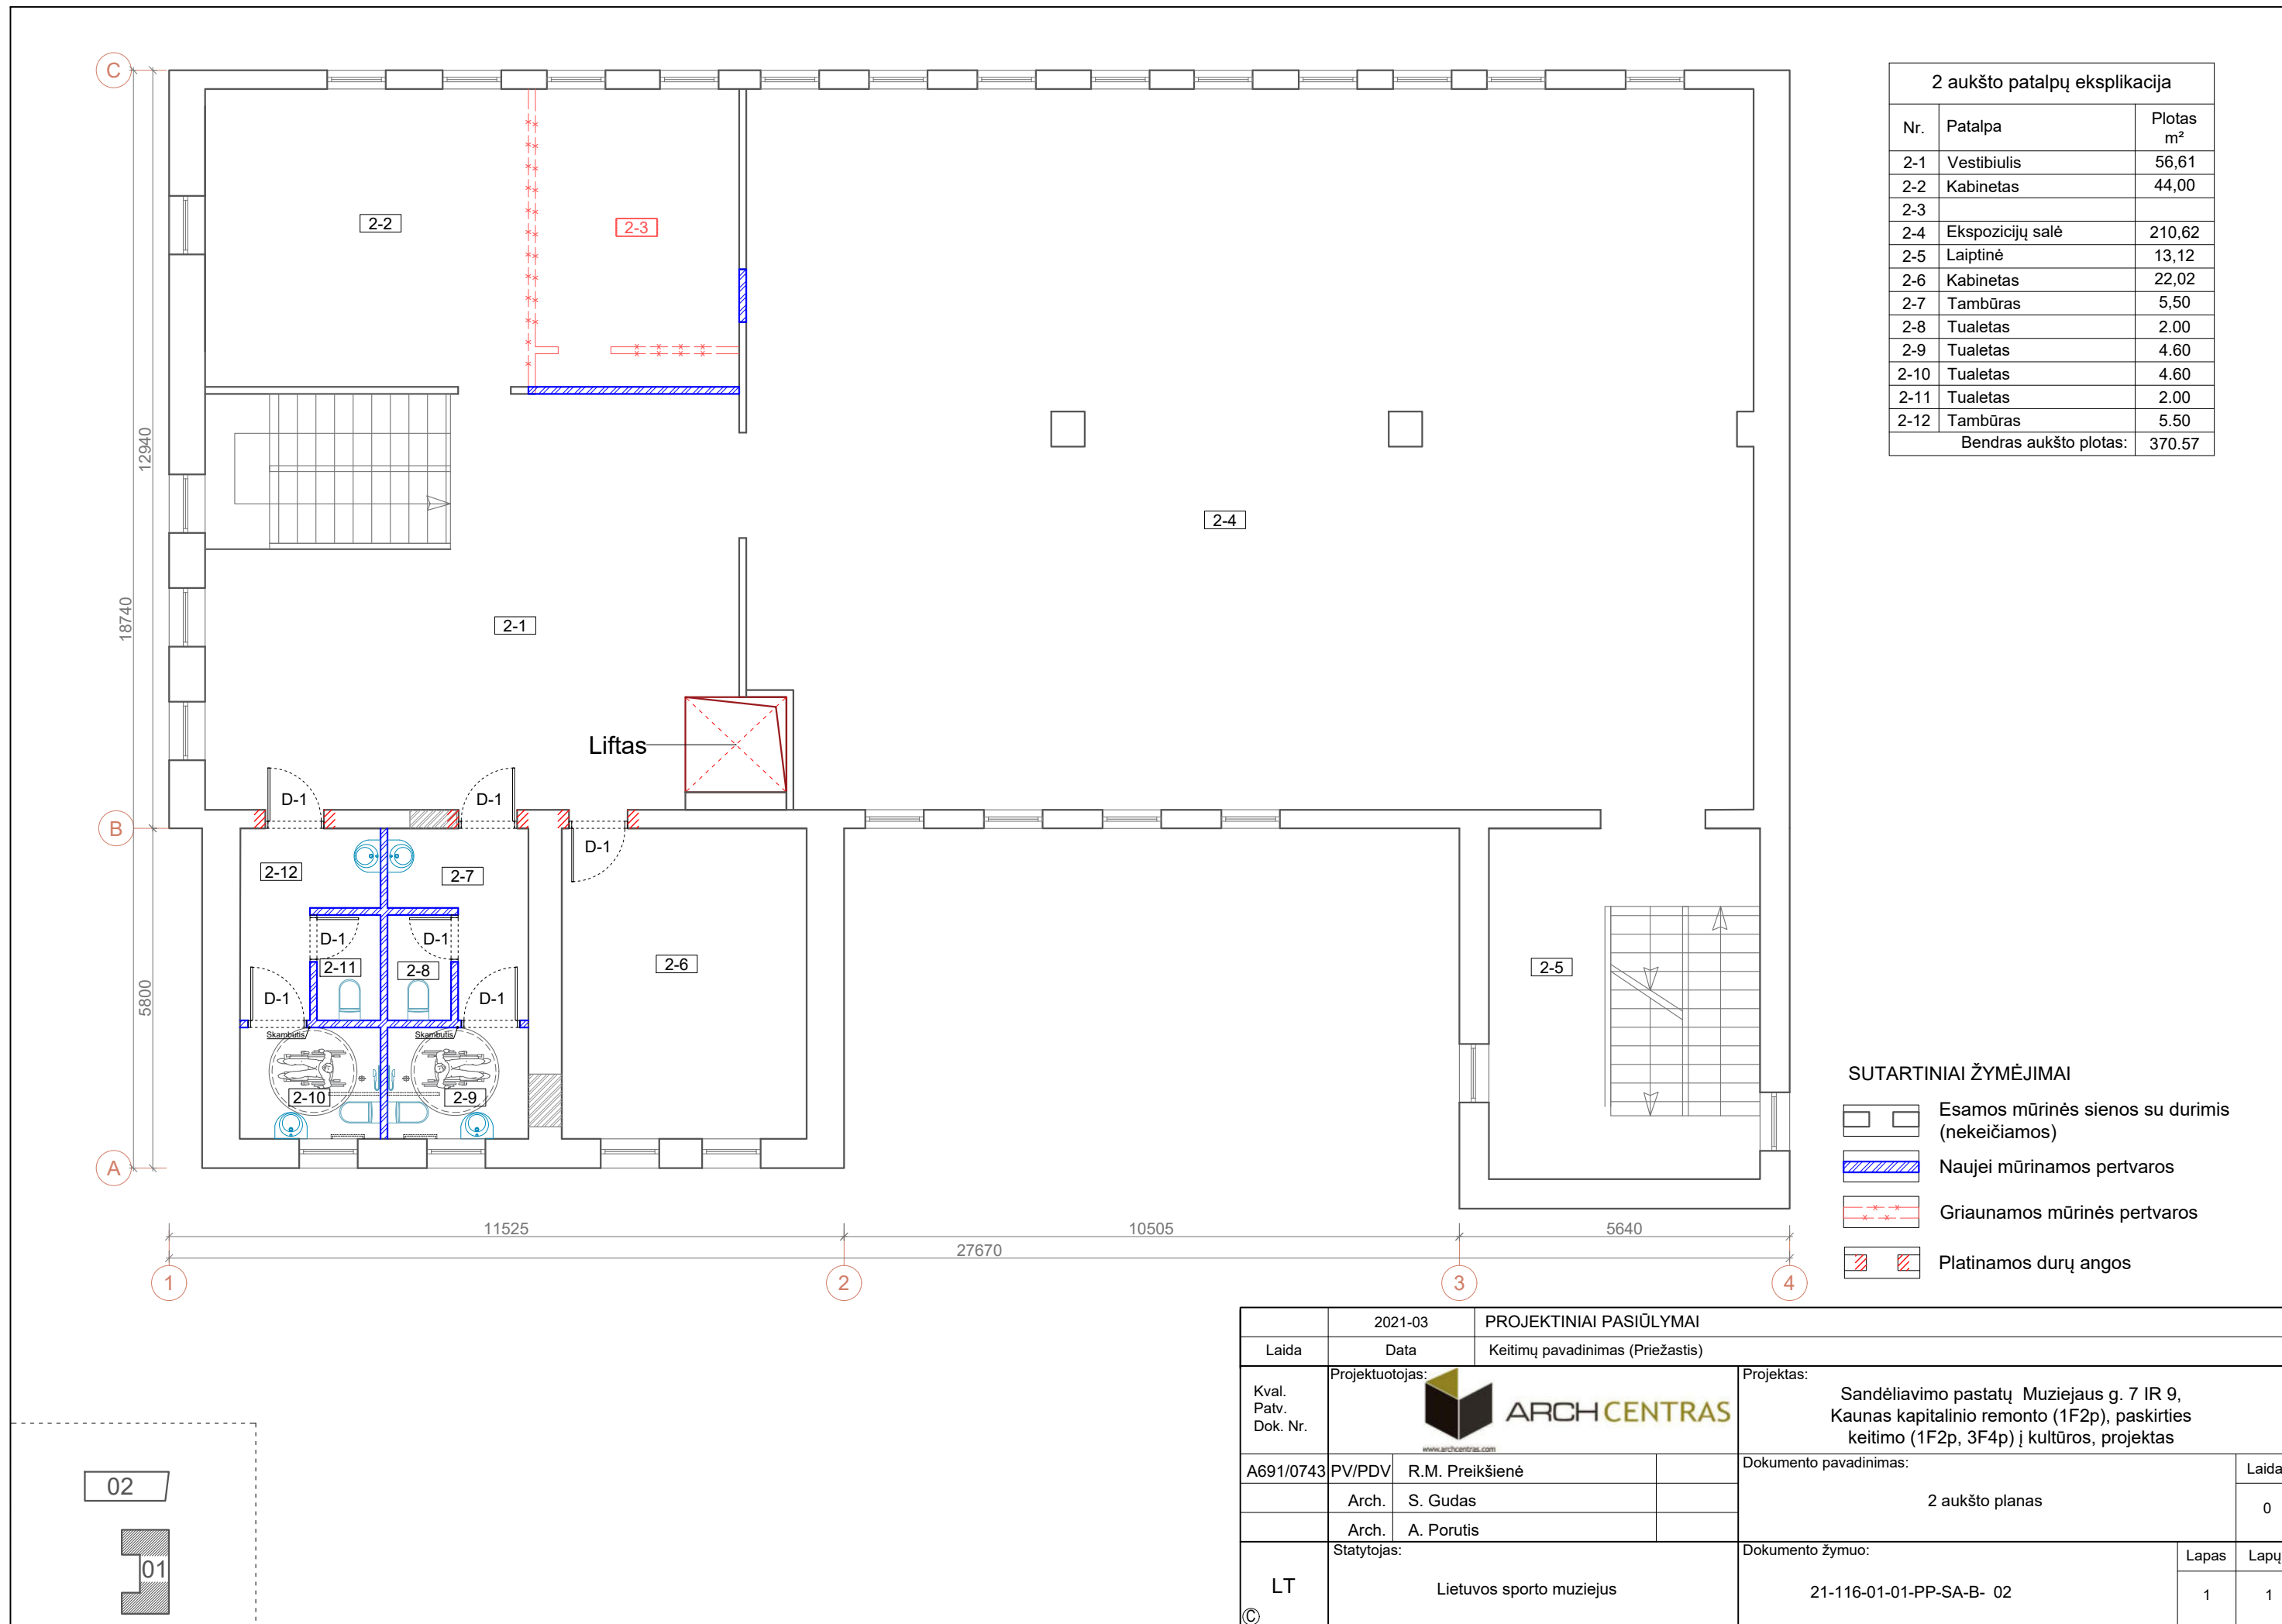 C
2-2
2-3
12940
18740
2-4
2-1
Liftas
D-1
D-1
B
D-1
2-12
2-7
D-1
D-1
2-11
2-8
2-6
2-5
5800
D-1
D-1
Skambutis
Skambutis
2-10
2-9
A
11525
10505
5640
27670
1
2
3
4
2 aukšto patalpų eksplikacija
Nr. Patalpa Plotas m²
2-1 Vestibiulis 56,61
2-2 Kabinetas 44,00
2-3
2-4 Ekspozicijų salė 210,62
2-5 Laiptinė 13,12
2-6 Kabinetas 22,02
2-7 Tambūras 5,50
2-8 Tualetas 2.00
2-9 Tualetas 4.60
2-10 Tualetas 4.60
2-11 Tualetas 2.00
2-12 Tambūras 5.50
Bendras aukšto plotas: 370.57
SUTARTINIAI ŽYMĖJIMAI
Esamos mūrinės sienos su durimis
(nekeičiamos)
Naujei mūrinamos pertvaros
Griaunamos mūrinės pertvaros
Platinamos durų angos
2021-03 PROJEKTINIAI PASIŪLYMAI
Laida Data Keitimų pavadinimas (Priežastis)
Kval.
Patv.
Dok. Nr.
Projektuotojas:
ARCHCENTRAS
www.archcentras.com
Projektas:
Sandėliavimo pastatų Muziejaus g. 7 IR 9,
Kaunas kapitalinio remonto (1F2p), paskirties
keitimo (1F2p, 3F4p) į kultūros, projektas
A691/0743 PV/PDV R.M. Preikšienė
Arch. S. Gudas
Arch. A. Porutis
Dokumento pavadinimas:
2 aukšto planas
Laida
0
LT
©
Statytojas:
Lietuvos sporto muziejus
Dokumento žymuo:
21-116-01-01-PP-SA-B- 02
Lapas Lapų
1 1
02
01